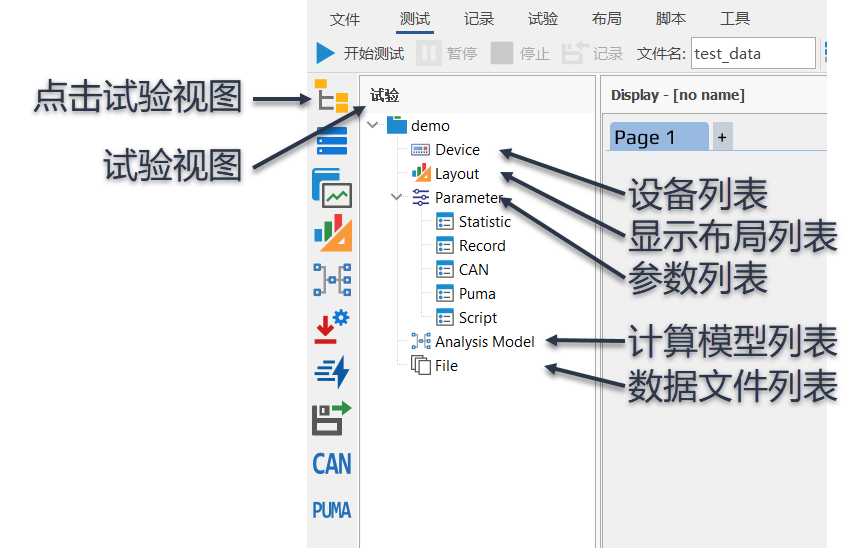 文件 测试 记录 试验 布局 脚本 工具
开始测试 暂停 停止 记录 文件名: test_data
点击试验视图
试验视图
试验
Display - [no name]
demo
Page 1 +
Device
Layout
Parameter
Statistic
Record
CAN
Puma
Script
Analysis Model
File
设备列表
显示布局列表
参数列表
计算模型列表
数据文件列表
CAN
PUMA